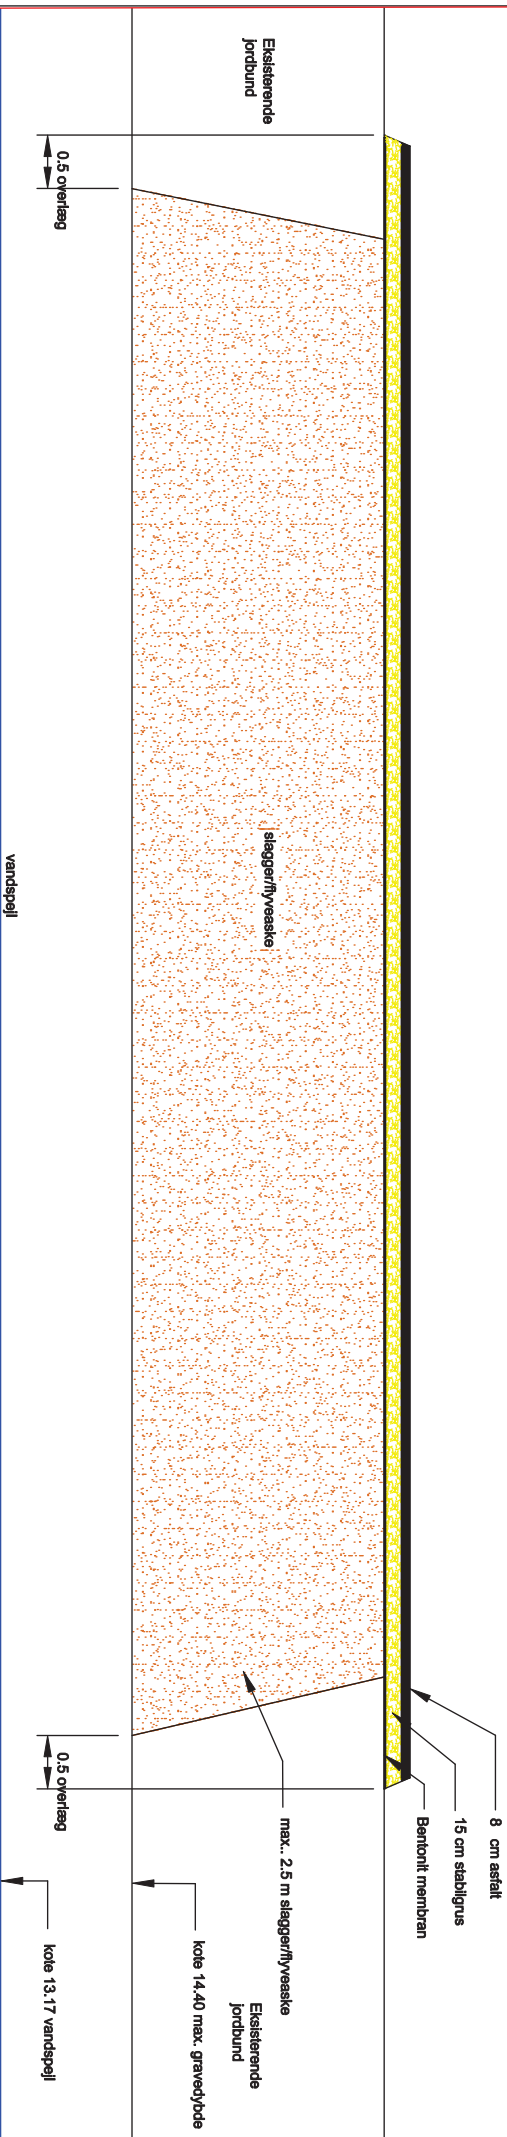 8 cm asfalt
15 cm stabilgrus
Bentonit membran
Eksisterende
jordbund
slagger/flyveaske
max.. 2.5 m slagger/flyveaske
Eksisterende
jordbund
kote 14.40 max. gravedybde
0.5 overlæg
0.5 overlæg
kote 13.17 vandspejl
vandspejl